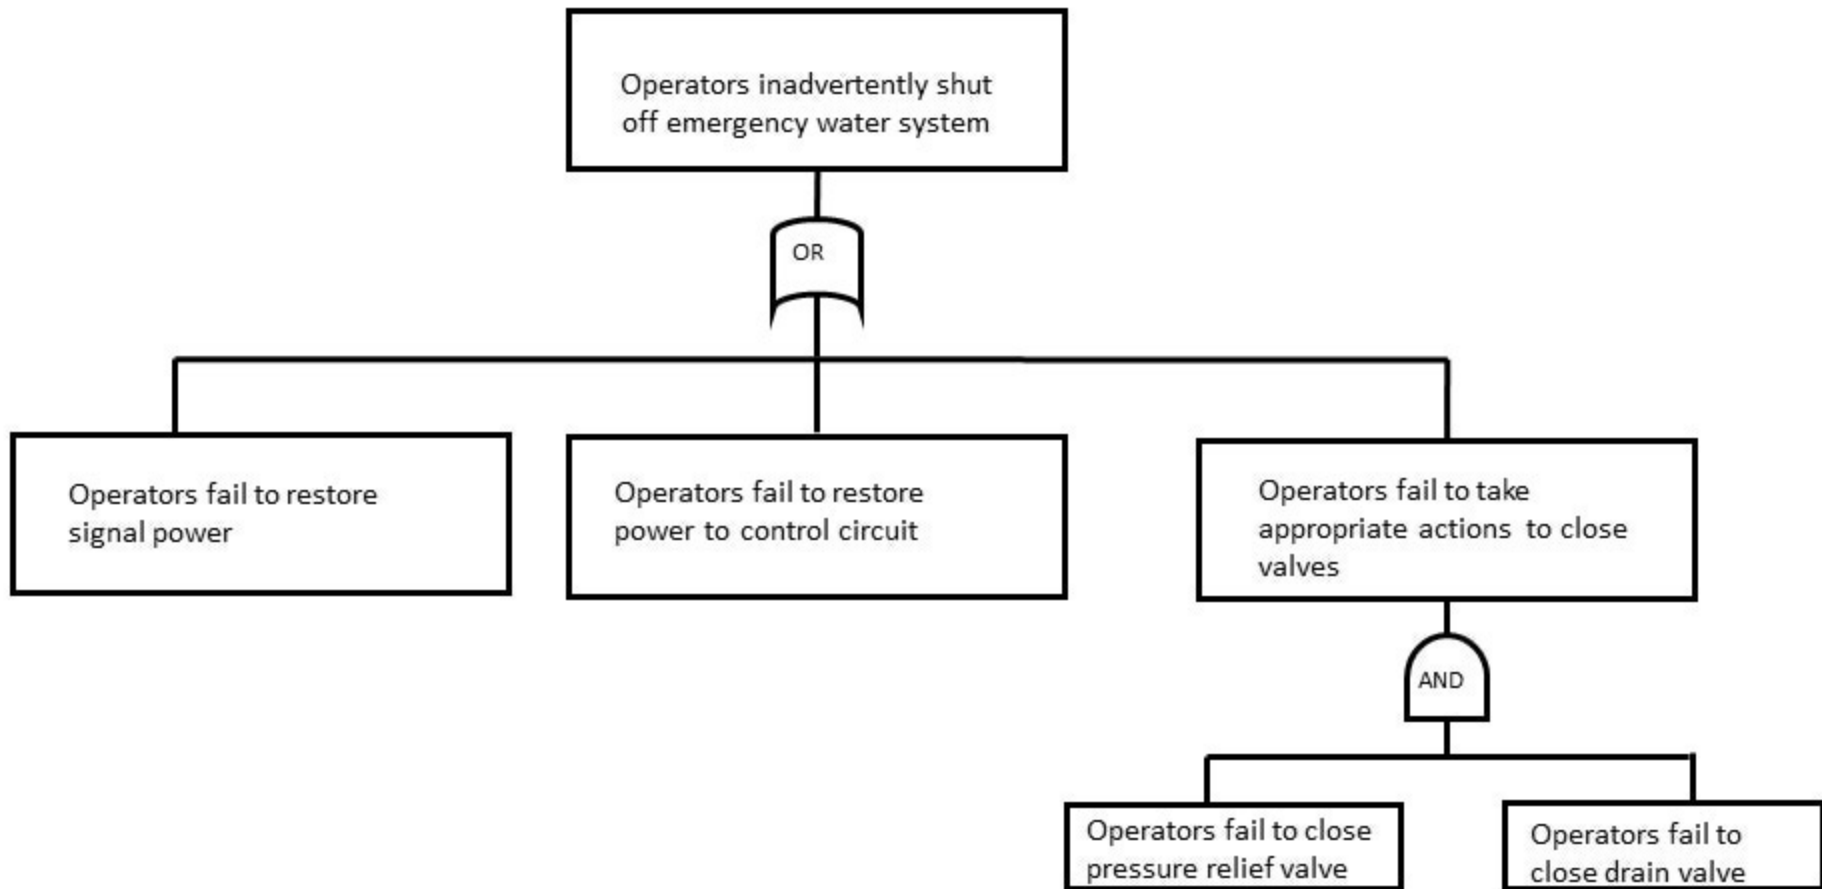 Operators inadvertently shut
off emergency water system
OR
Operators fail to restore
signal power
Operators fail to restore
power to control circuit
Operators fail to take
appropriate actions to close
valves
AND
Operators fail to close
pressure relief valve
Operators fail to
close drain valve